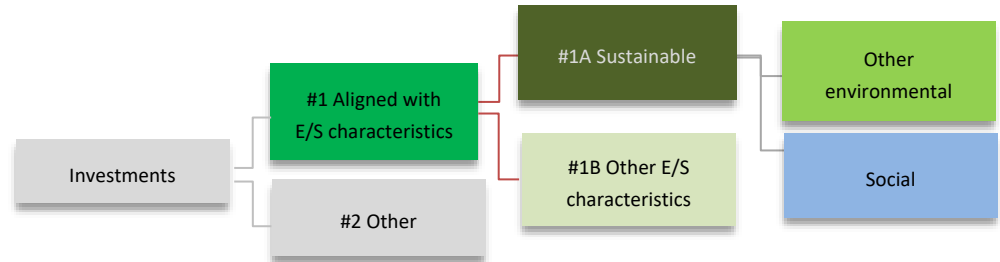 Investments
#1 Aligned with
E/S characteristics
#2 Other
#1A Sustainable
#1B Other E/S
characteristics
Other
environmental
Social